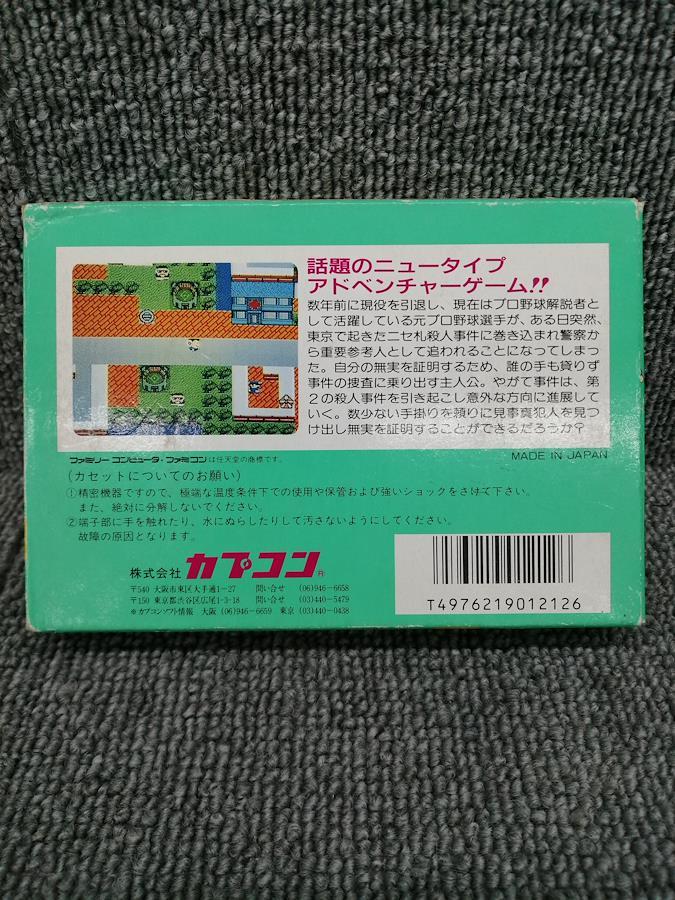 話題のニュータイプ
アドベンチャーゲーム!!
数年前に現役を引退し、現在はプロ野球解説者と
して活躍している元プロ野球選手が、ある日突然、
東京で起きたニセ札殺人事件に巻き込まれ警察か
ら重要参考人として追われることになってしまっ
た。自分の無実を証明するため、誰の手も貸りず
事件の捜査に乗り出す主人公。やがて事件は、第
2の殺人事件を引き起こし意外な方向に進展して
いく。数少ない手掛りを頼りに見事真犯人を見つ
け出し無実を証明することができるだろうか?
ファミリーコンピュータ・ファミコンは任天堂の商標です。
MADE IN JAPAN
(カセットについてのお願い)
①精密機器ですので、極端な温度条件下での使用や保管および強いショックをさけて下さい。
また、絶対に分解しないでください。
②端子部に手を触れたり、水にぬらしたりして汚さないようにしてください。
故障の原因となります。
株式会社 カプコン®
〒540 大阪市東区大手通1-27 問い合せ (06)946-6658
〒150 東京都渋谷区広尾1-3-18 問い合せ (03)440-5479
※カプコンソフト情報 大阪 (06)946-6659 東京 (03)440-0438
T4976219012126